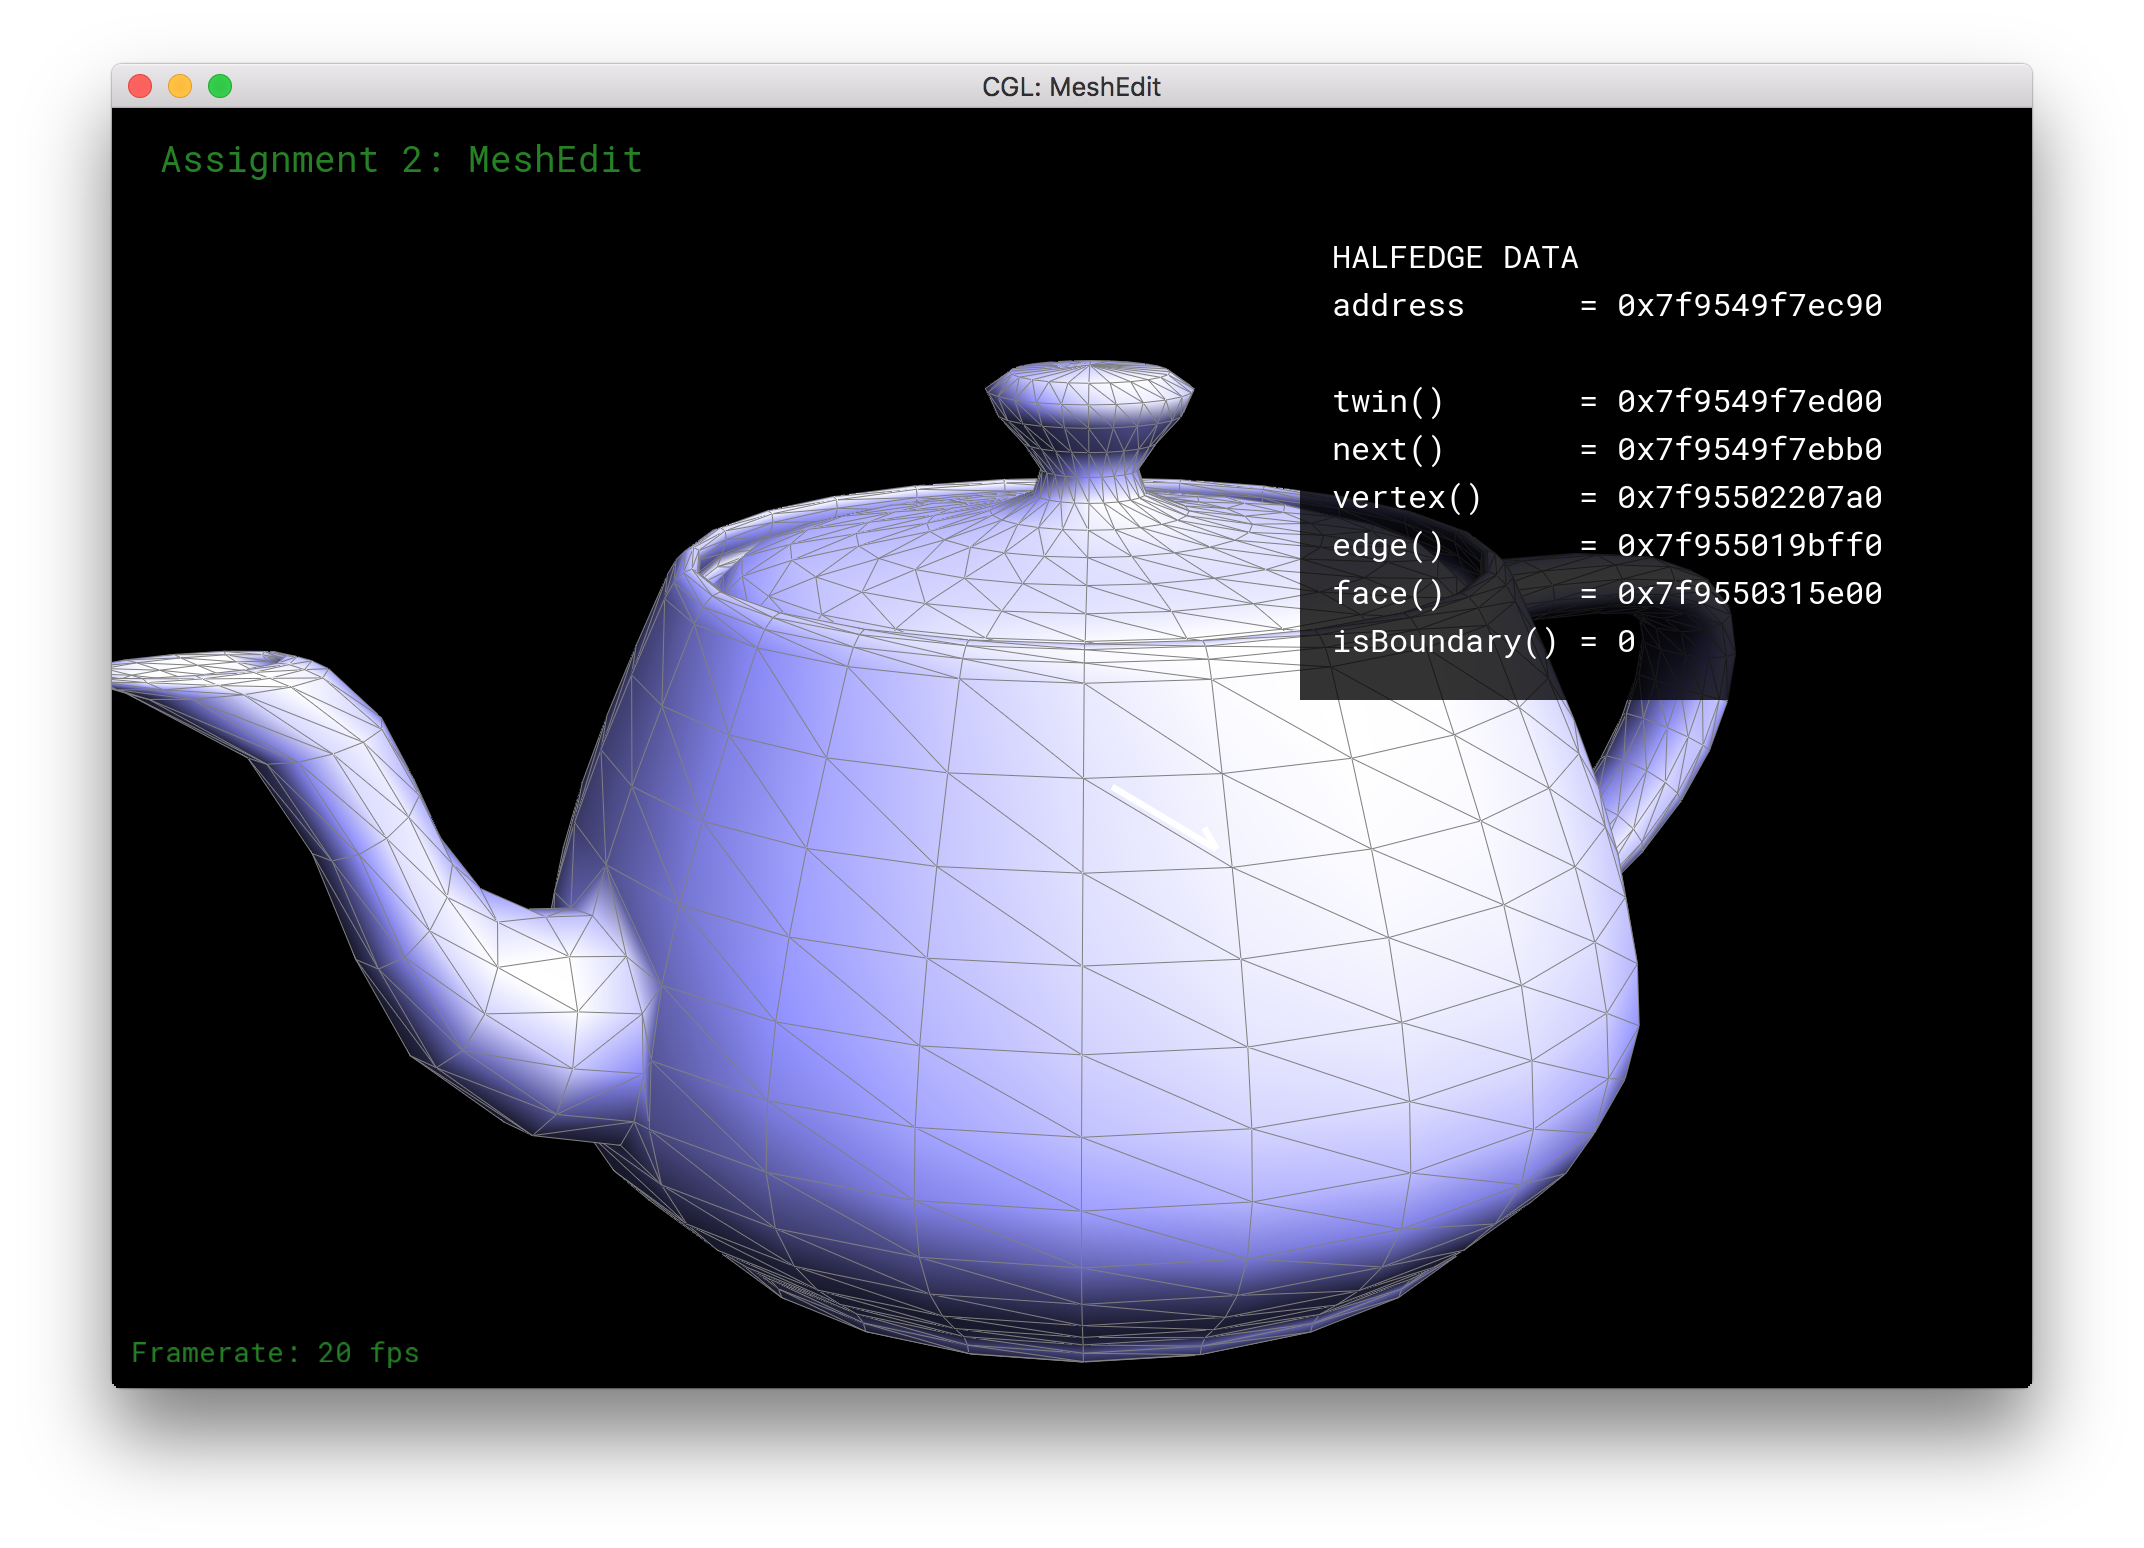 CGL: MeshEdit
Assignment 2: MeshEdit
HALFEDGE DATA
address = 0x7f9549f7ec90
twin() = 0x7f9549f7ed00
next() = 0x7f9549f7ebb0
vertex() = 0x7f95502207a0
edge() = 0x7f955019bff0
face() = 0x7f9550315e00
isBoundary() = 0
Framerate: 20 fps